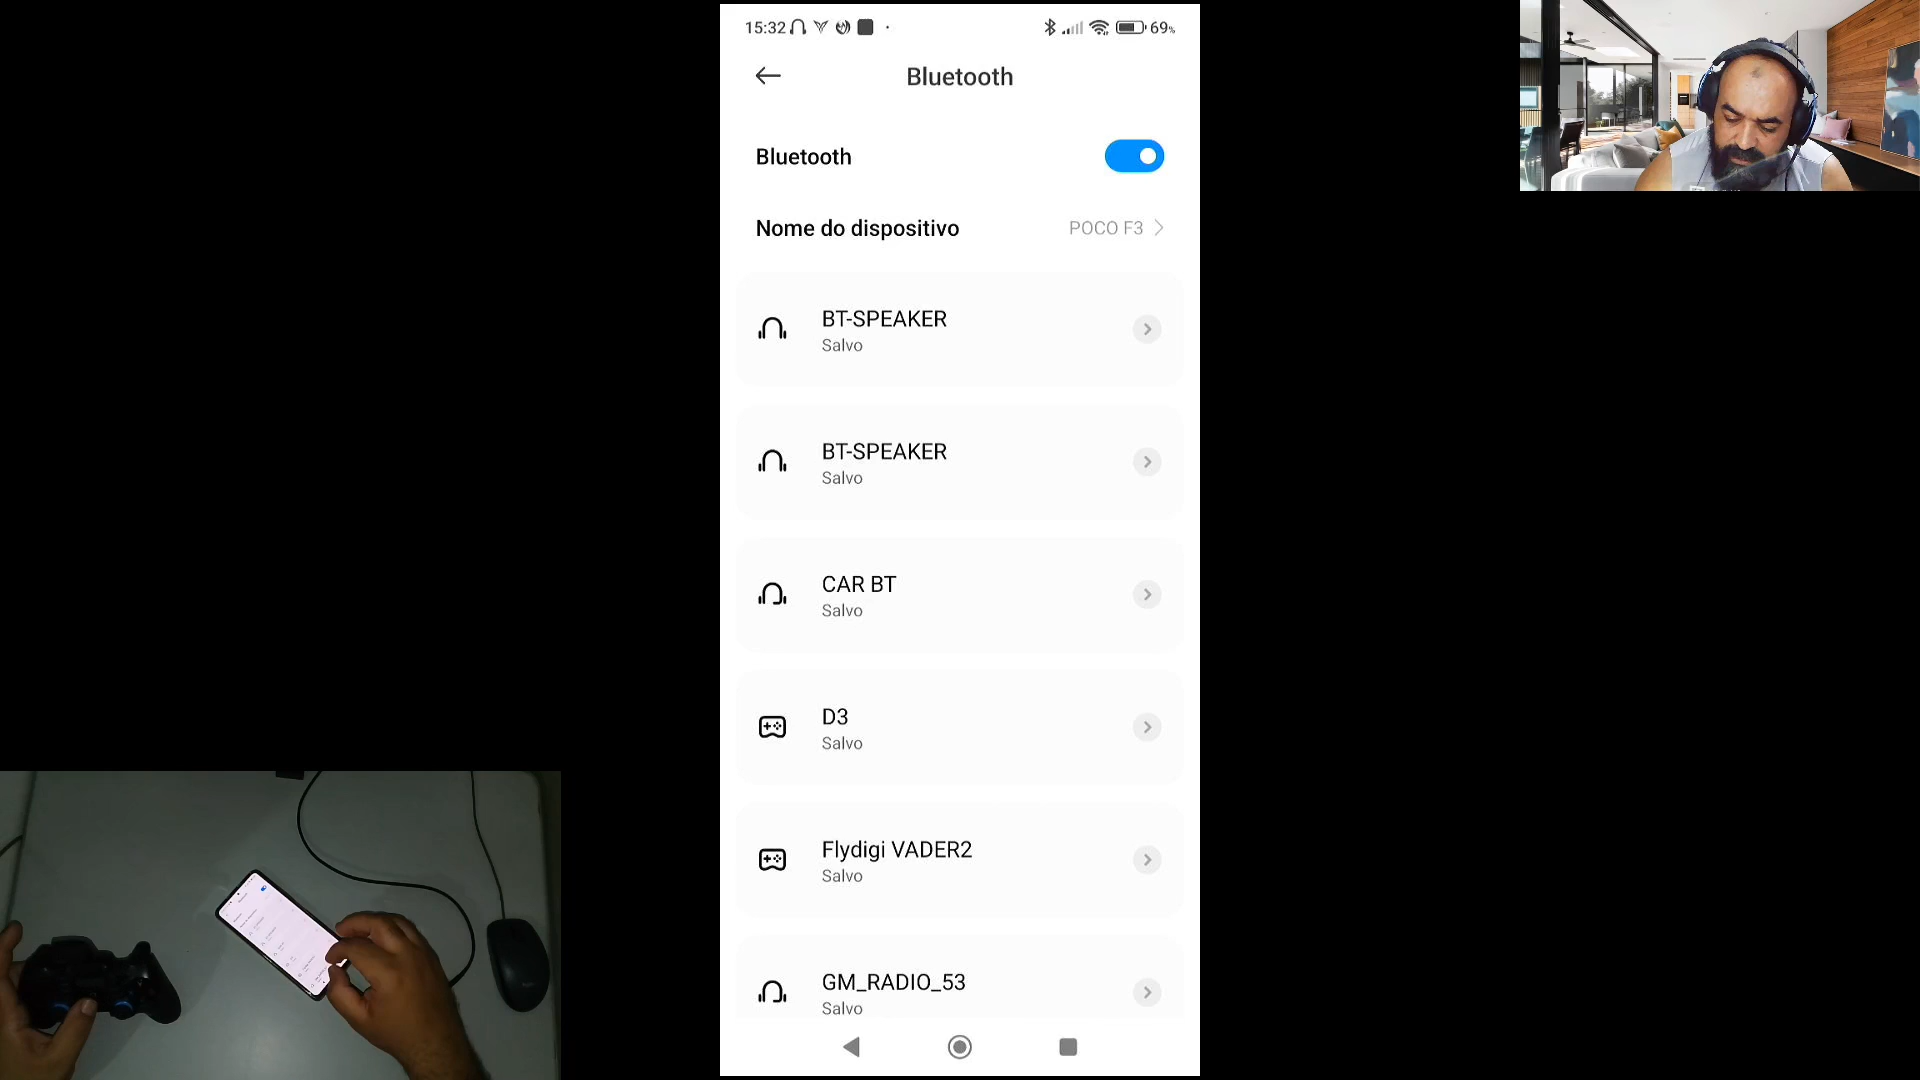 15:32
69%
Bluetooth
Bluetooth
Nome do dispositivo
POCO F3
BT-SPEAKER
Salvo
BT-SPEAKER
Salvo
CAR BT
Salvo
D3
Salvo
Flydigi VADER2
Salvo
GM_RADIO_53
Salvo